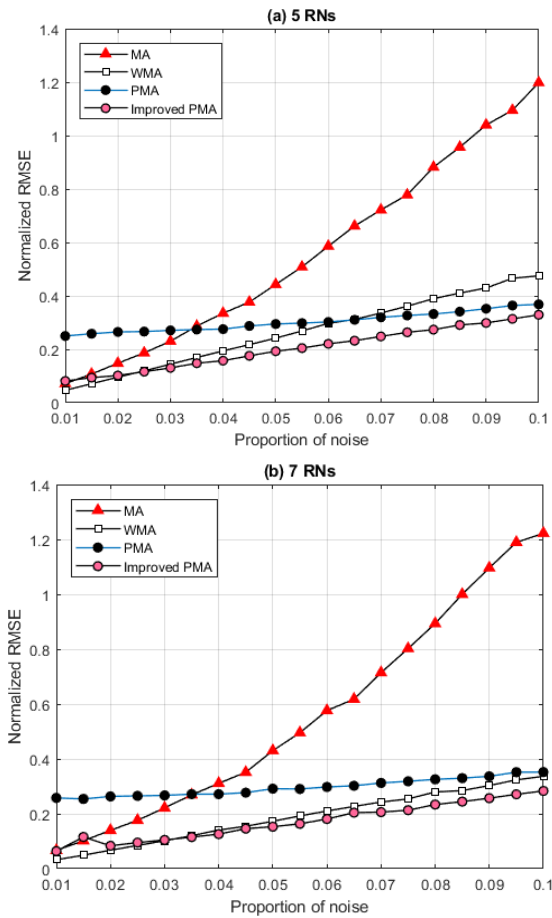 (a) 5 RNs
1.4
1.2
1
0.8
0.6
0.4
0.2
0
Normalized RMSE
MA
WMA
PMA
Improved PMA
0.01 0.02 0.03 0.04 0.05 0.06 0.07 0.08 0.09 0.1
Proportion of noise
(b) 7 RNs
1.4
1.2
1
0.8
0.6
0.4
0.2
0
Normalized RMSE
MA
WMA
PMA
Improved PMA
0.01 0.02 0.03 0.04 0.05 0.06 0.07 0.08 0.09 0.1
Proportion of noise